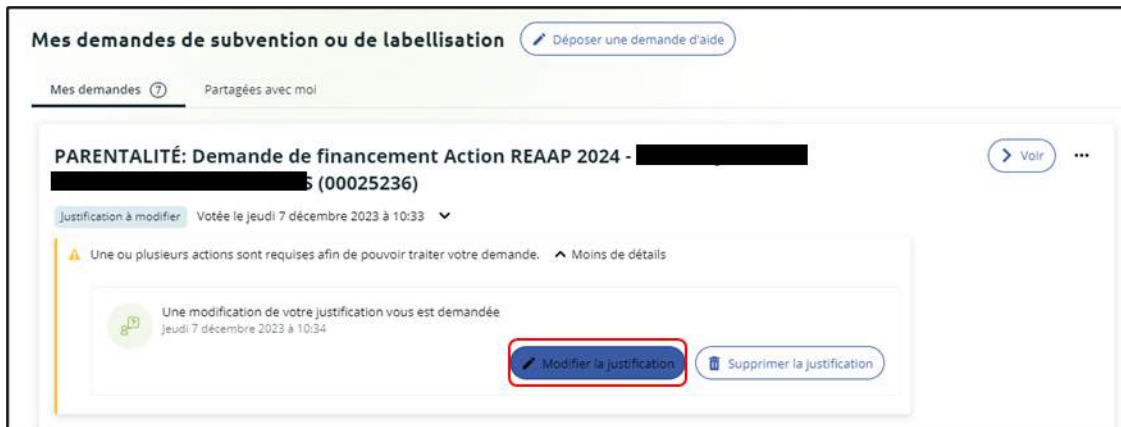 Mes demandes de subvention ou de labellisation Déposer une demande d'aide
Mes demandes 7 Partagées avec moi
PARENTALITÉ: Demande de financement Action REAAP 2024 - Voir
(00025236)
Justification à modifier Votée le jeudi 7 décembre 2023 à 10:33
Une ou plusieurs actions sont requises afin de pouvoir traiter votre demande. Moins de détails
Une modification de votre justification vous est demandée
Jeudi 7 décembre 2023 à 10:34
Modifier la justification Supprimer la justification